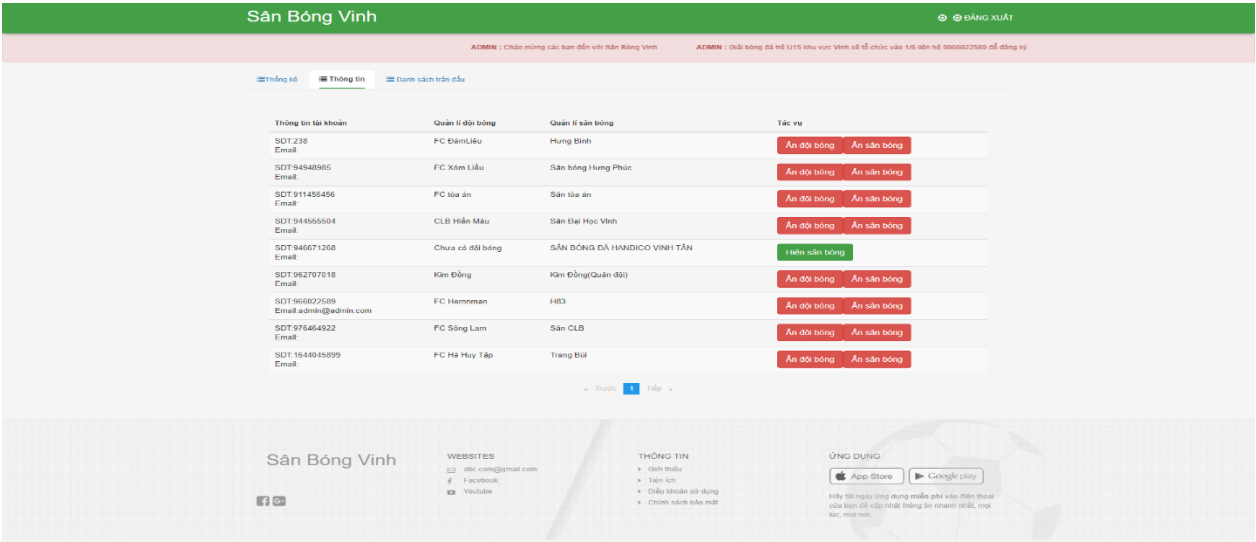 Sân Bóng Vinh
ĐĂNG XUẤT
ADMIN : Chào mừng các bạn đến với Sân Bóng Vinh ADMIN : Giải bóng đá trẻ U15 khu vực Vinh sẽ tổ chức vào 1/6 liên hệ 0966022589 để đăng ký
Thống kê Thông tin Danh sách trận đấu
Thông tin tài khoản Quản lí đội bóng Quản lí sân bóng Tác vụ
SDT:238 FC ĐâmLiều Hưng Bình Ẩn đội bóng Ẩn sân bóng
Email:
SDT:94948985 FC Xóm Liều Sân bóng Hưng Phúc Ẩn đội bóng Ẩn sân bóng
Email:
SDT:911456456 FC tòa án Sân tòa án Ẩn đội bóng Ẩn sân bóng
Email:
SDT:944555504 CLB Hiến Máu Sân Đại Học Vinh Ẩn đội bóng Ẩn sân bóng
Email:
SDT:946671268 Chưa có đội bóng SÂN BÓNG ĐÁ HANDICO VINH TÂN Hiện sân bóng
Email:
SDT:962707018 Kim Đồng Kim Đồng(Quân đội) Ẩn đội bóng Ẩn sân bóng
Email:
SDT:966022589 FC Harnnman H83 Ẩn đội bóng Ẩn sân bóng
Email:admin@admin.com
SDT:976464922 FC Sông Lam Sân CLB Ẩn đội bóng Ẩn sân bóng
Email:
SDT:1644045899 FC Hà Huy Tập Trang Bùi Ẩn đội bóng Ẩn sân bóng
Email:
« Trước 1 Tiếp »
Sân Bóng Vinh
WEBSITES
abc.com@gmail.com
Facebook
Youtube
THÔNG TIN
Giới thiệu
Tiện ích
Điều khoản sử dụng
Chính sách bảo mật
ỨNG DỤNG
App Store Google play
Hãy tải ngay ứng dụng miễn phí vào điện thoại
của bạn để cập nhật thông tin nhanh nhất, mọi
lúc, mọi nơi